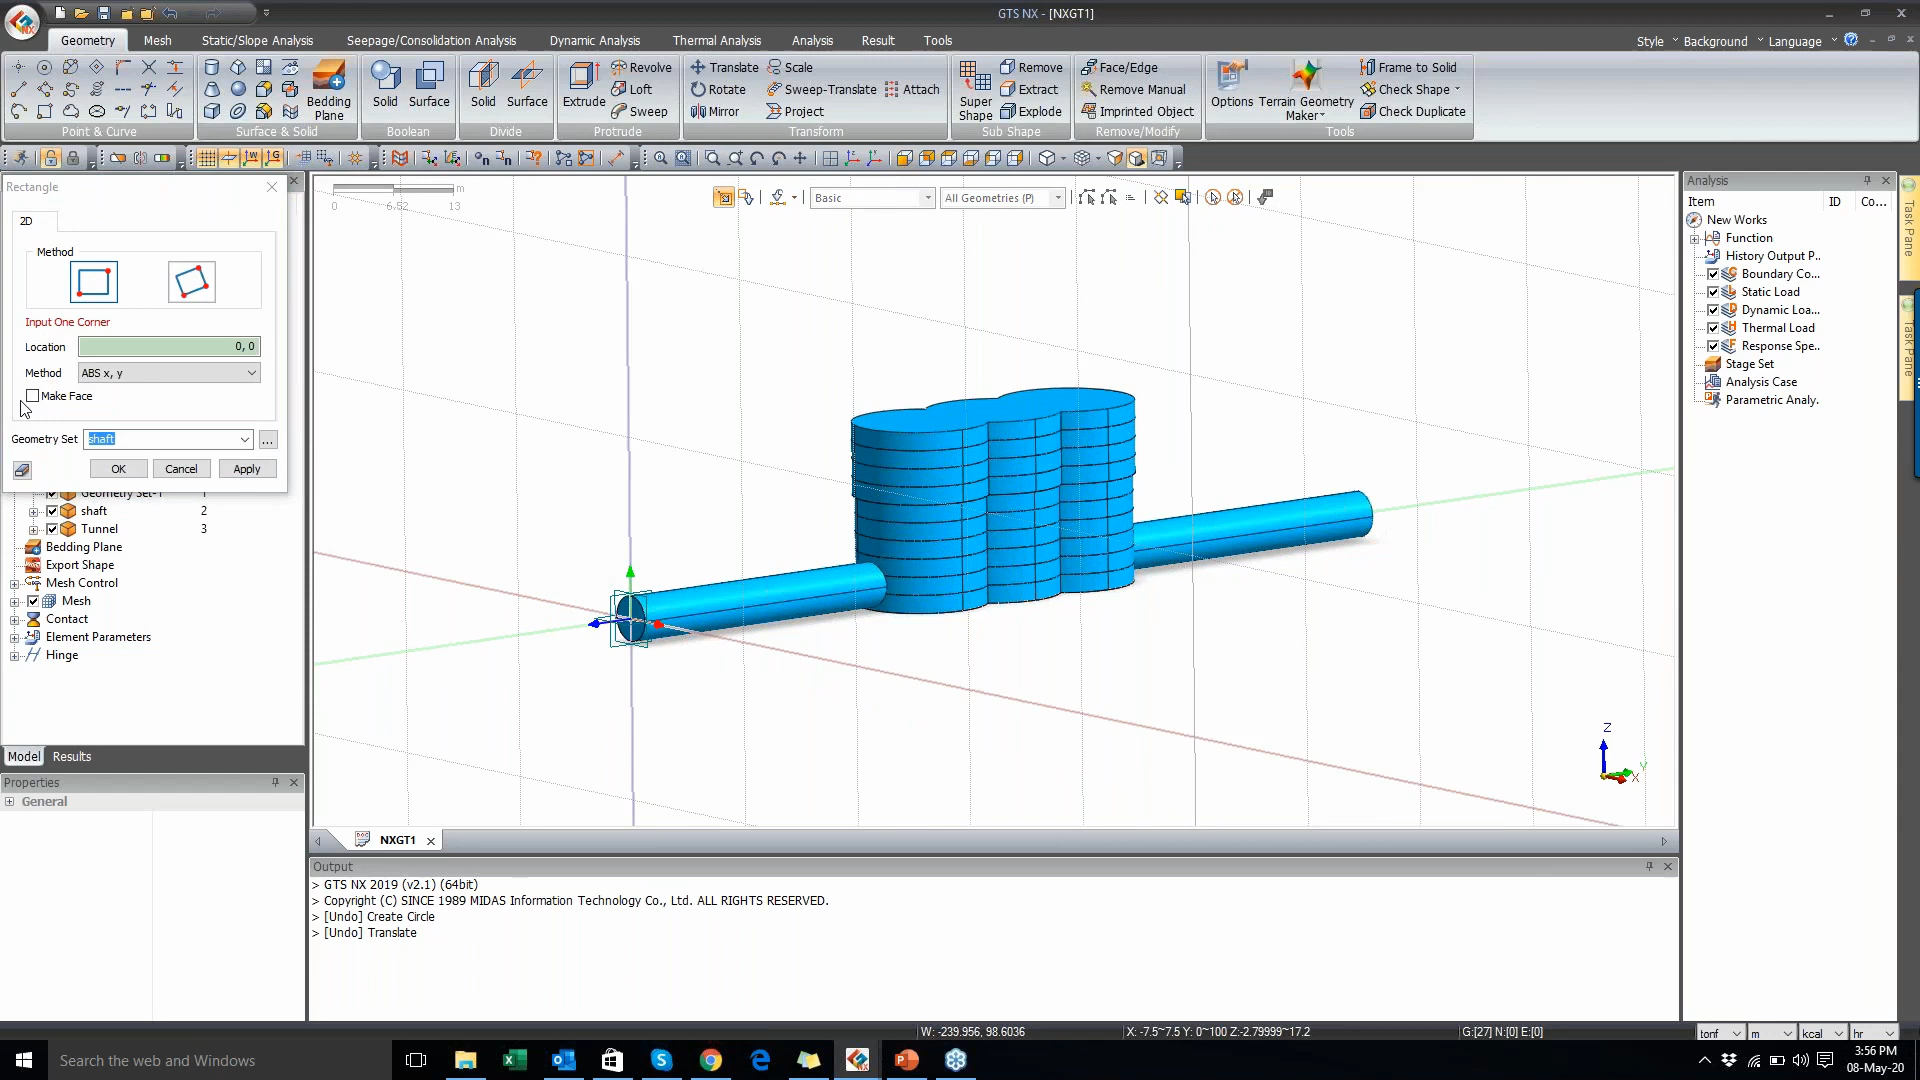 GTS NX - [NXGT1]
Geometry
Mesh
Static/Slope Analysis
Seepage/Consolidation Analysis
Dynamic Analysis
Thermal Analysis
Analysis
Result
Tools
Style
Background
Language
Point & Curve
Bedding Plane
Surface & Solid
Solid
Surface
Boolean
Solid
Surface
Divide
Extrude
Revolve
Loft
Sweep
Protrude
Translate
Rotate
Mirror
Scale
Sweep-Translate
Project
Attach
Transform
Super Shape
Remove
Extract
Explode
Sub Shape
Face/Edge
Remove Manual
Imprinted Object
Remove/Modify
Options
Terrain Geometry Maker
Frame to Solid
Check Shape
Check Duplicate
Tools
Rectangle
2D
Method
Input One Corner
Location
0, 0
Method
ABS x, y
Make Face
Geometry Set
shaft
...
OK
Cancel
Apply
Geometry Set-1 1
shaft 2
Tunnel 3
Bedding Plane
Export Shape
Mesh Control
Mesh
Contact
Element Parameters
Hinge
Model
Results
Properties
General
m
0 6.52 13
Basic
All Geometries (P)
Z
Y
X
NXGT1
Output
> GTS NX 2019 (v2.1) (64bit)
> Copyright (C) SINCE 1989 MIDAS Information Technology Co., Ltd. ALL RIGHTS RESERVED.
> [Undo] Create Circle
> [Undo] Translate
Analysis
Item ID Co...
New Works
Function
History Output P..
Boundary Co...
Static Load
Dynamic Loa...
Thermal Load
Response Spe..
Stage Set
Analysis Case
Parametric Analy.
Task Pane
Task Pane
W: -239.956, 98.6036
X: -7.5~7.5 Y: 0~100 Z:-2.79999~17.2
G:[27] N:[0] E:[0]
tonf
m
kcal
hr
Search the web and Windows
3:56 PM
08-May-20